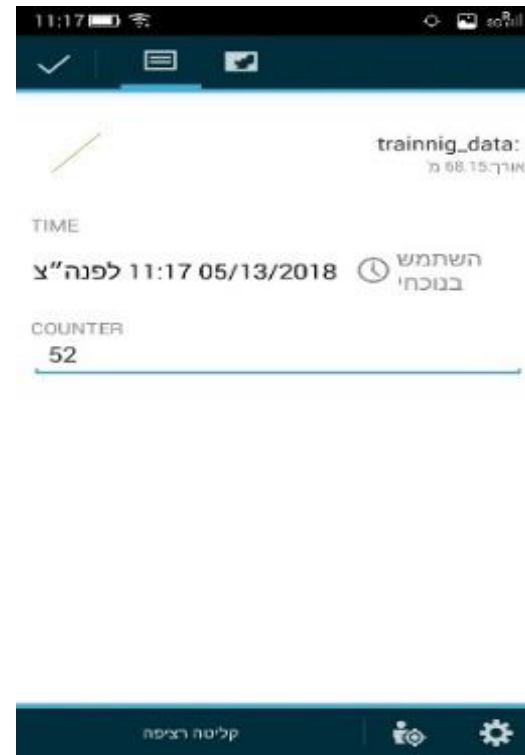 11:17
trainnig_data:
אורך:68.15 מ'
TIME
11:17 05/13/2018 לפנה"צ
השתמש
בנוכחי
COUNTER
52
קליטה רציפה